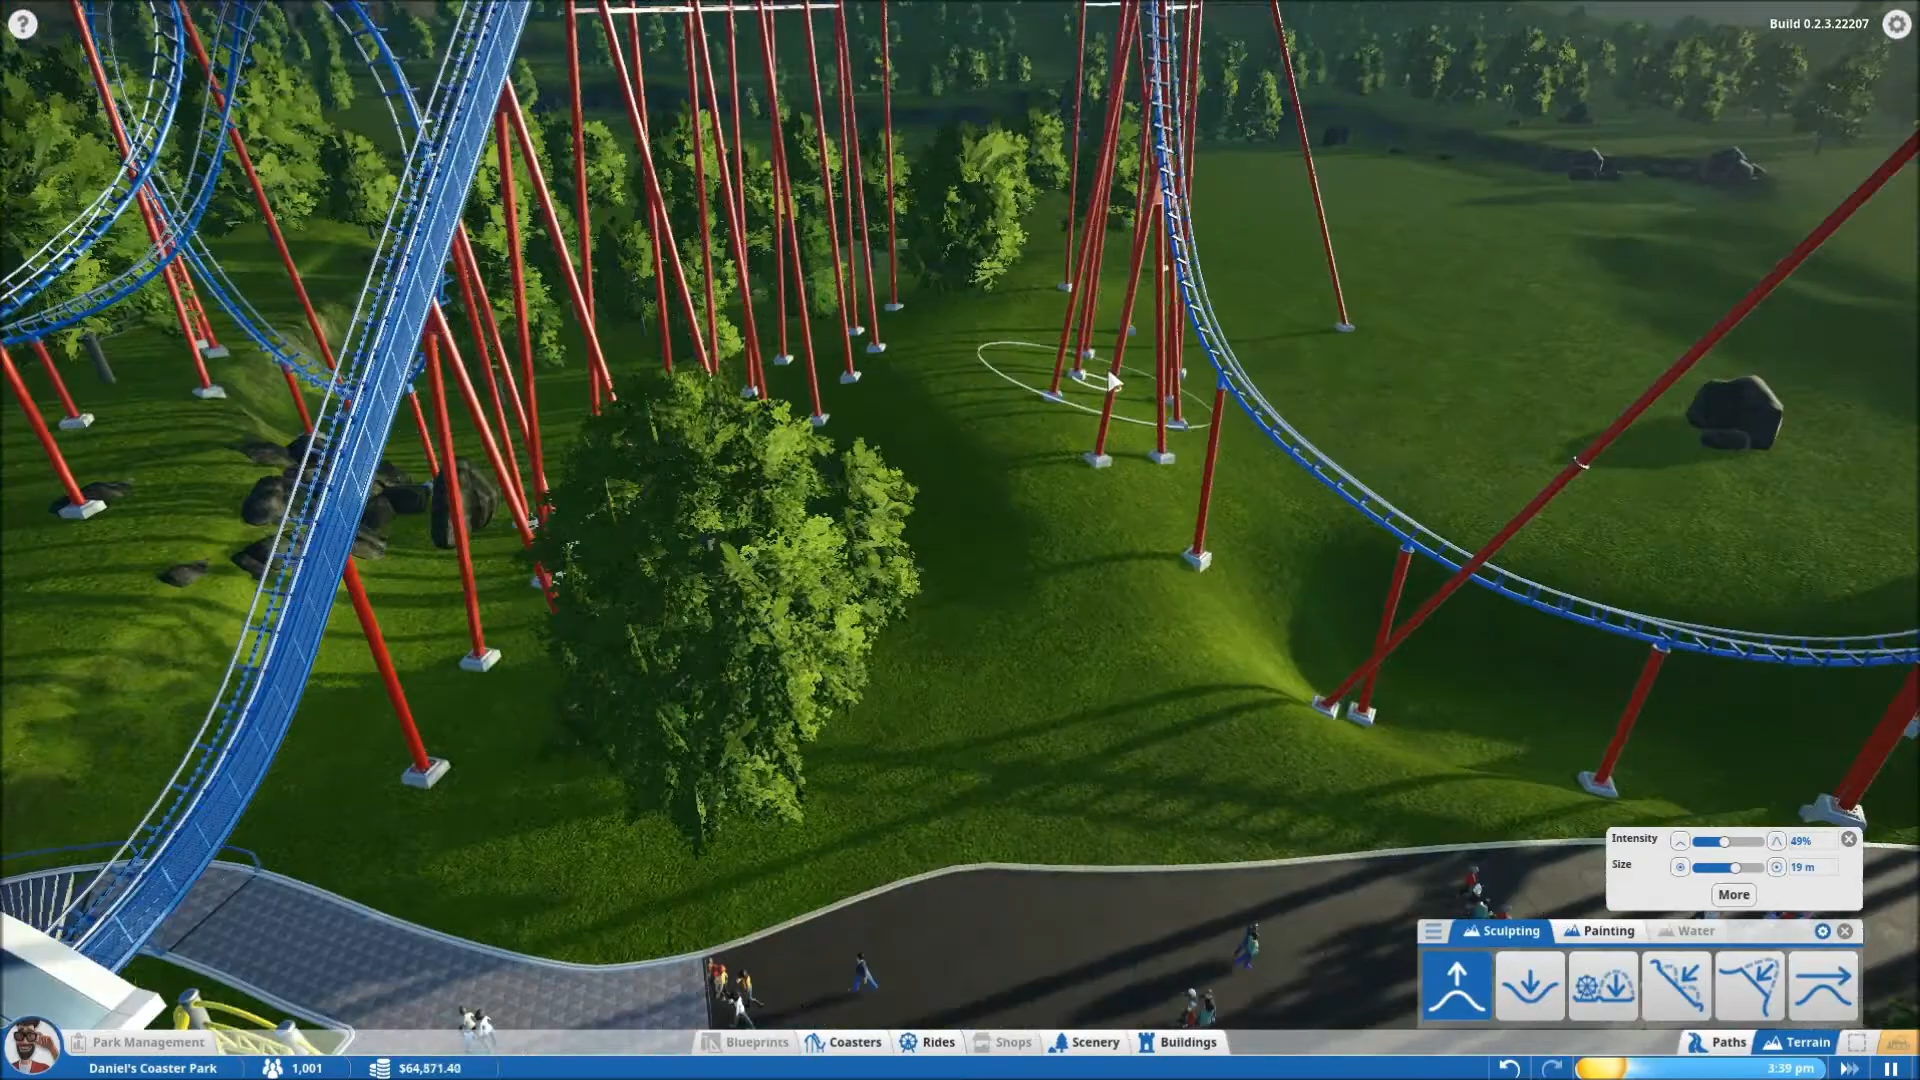 ?
Build 0.2.3.22207
Intensity 49%
Size 19 m
More
Sculpting Painting Water
Park Management Blueprints Coasters Rides Shops Scenery Buildings Paths Terrain
Daniel's Coaster Park 1,001 $64,871.40 3:39 pm